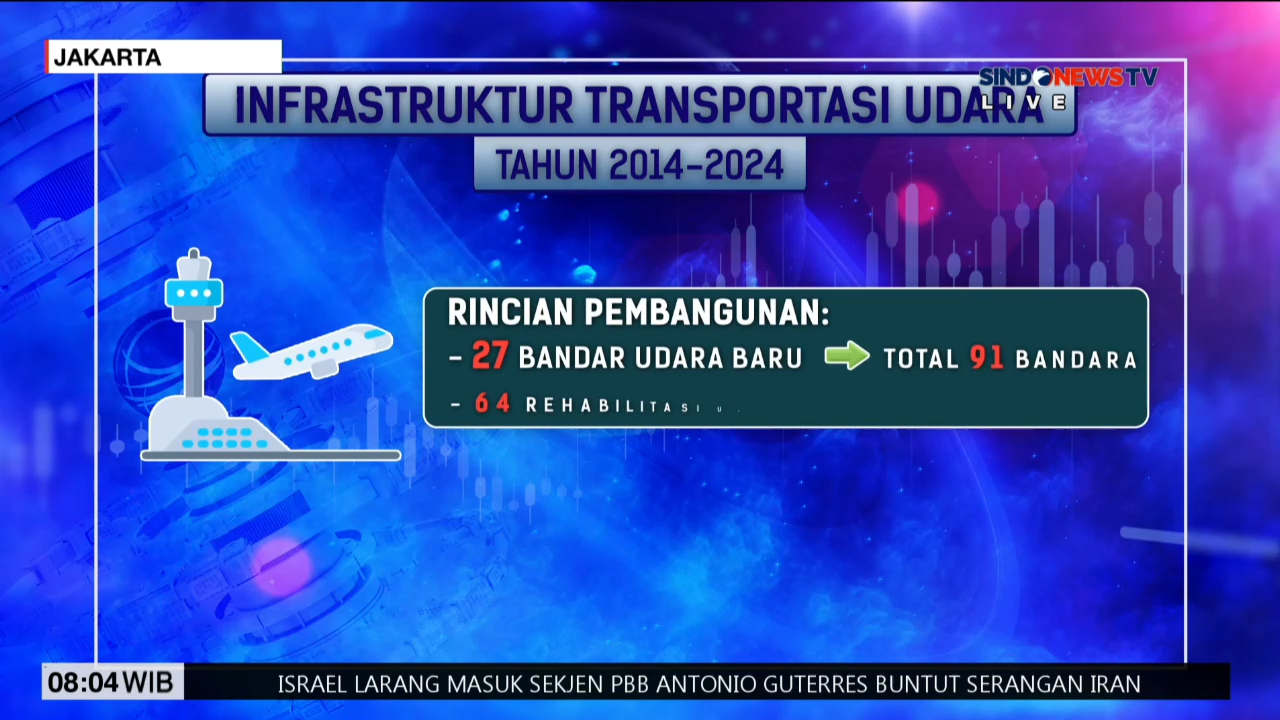 JAKARTA
SINDONEWSTV
LIVE
INFRASTRUKTUR TRANSPORTASI UDARA
TAHUN 2014-2024
RINCIAN PEMBANGUNAN:
- 27 BANDAR UDARA BARU TOTAL 91 BANDARA
- 64 REHABILITASI U
08:04 WIB
ISRAEL LARANG MASUK SEKJEN PBB ANTONIO GUTERRES BUNTUT SERANGAN IRAN